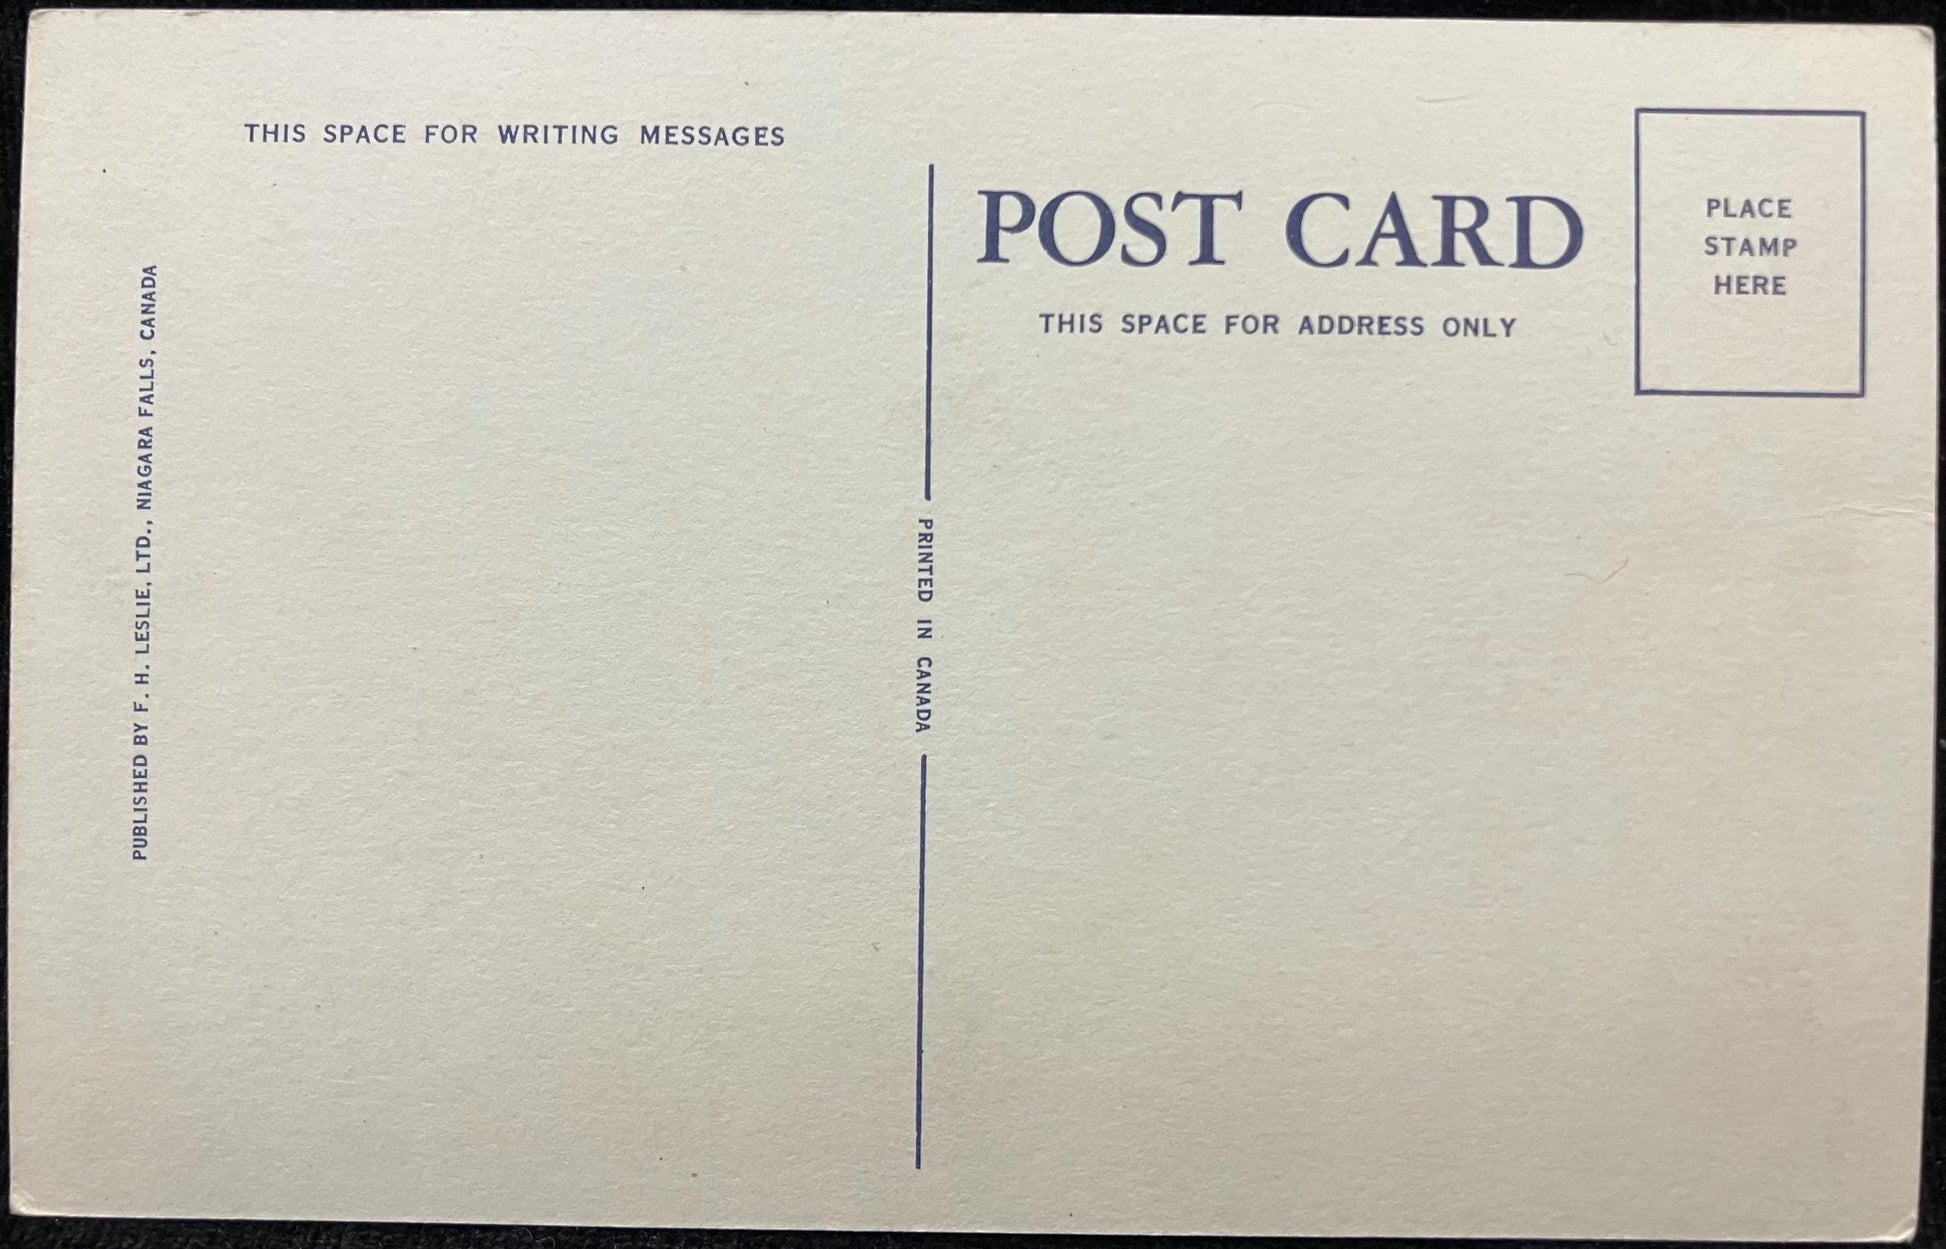 THIS SPACE FOR WRITING MESSAGES
PUBLISHED BY F. H. LESLIE, LTD., NIAGARA FALLS, CANADA
PRINTED IN CANADA
POST CARD
THIS SPACE FOR ADDRESS ONLY
PLACE
STAMP
HERE